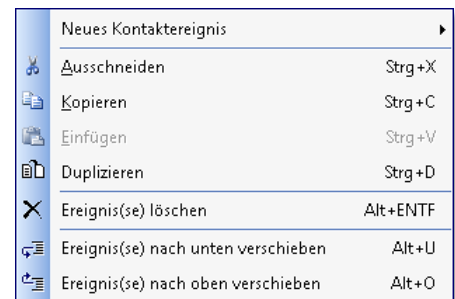 Neues Kontaktereignis
Ausschneiden Strg+X
Kopieren Strg+C
Einfügen Strg+V
Duplizieren Strg+D
Ereignis(se) löschen Alt+ENTF
Ereignis(se) nach unten verschieben Alt+U
Ereignis(se) nach oben verschieben Alt+O